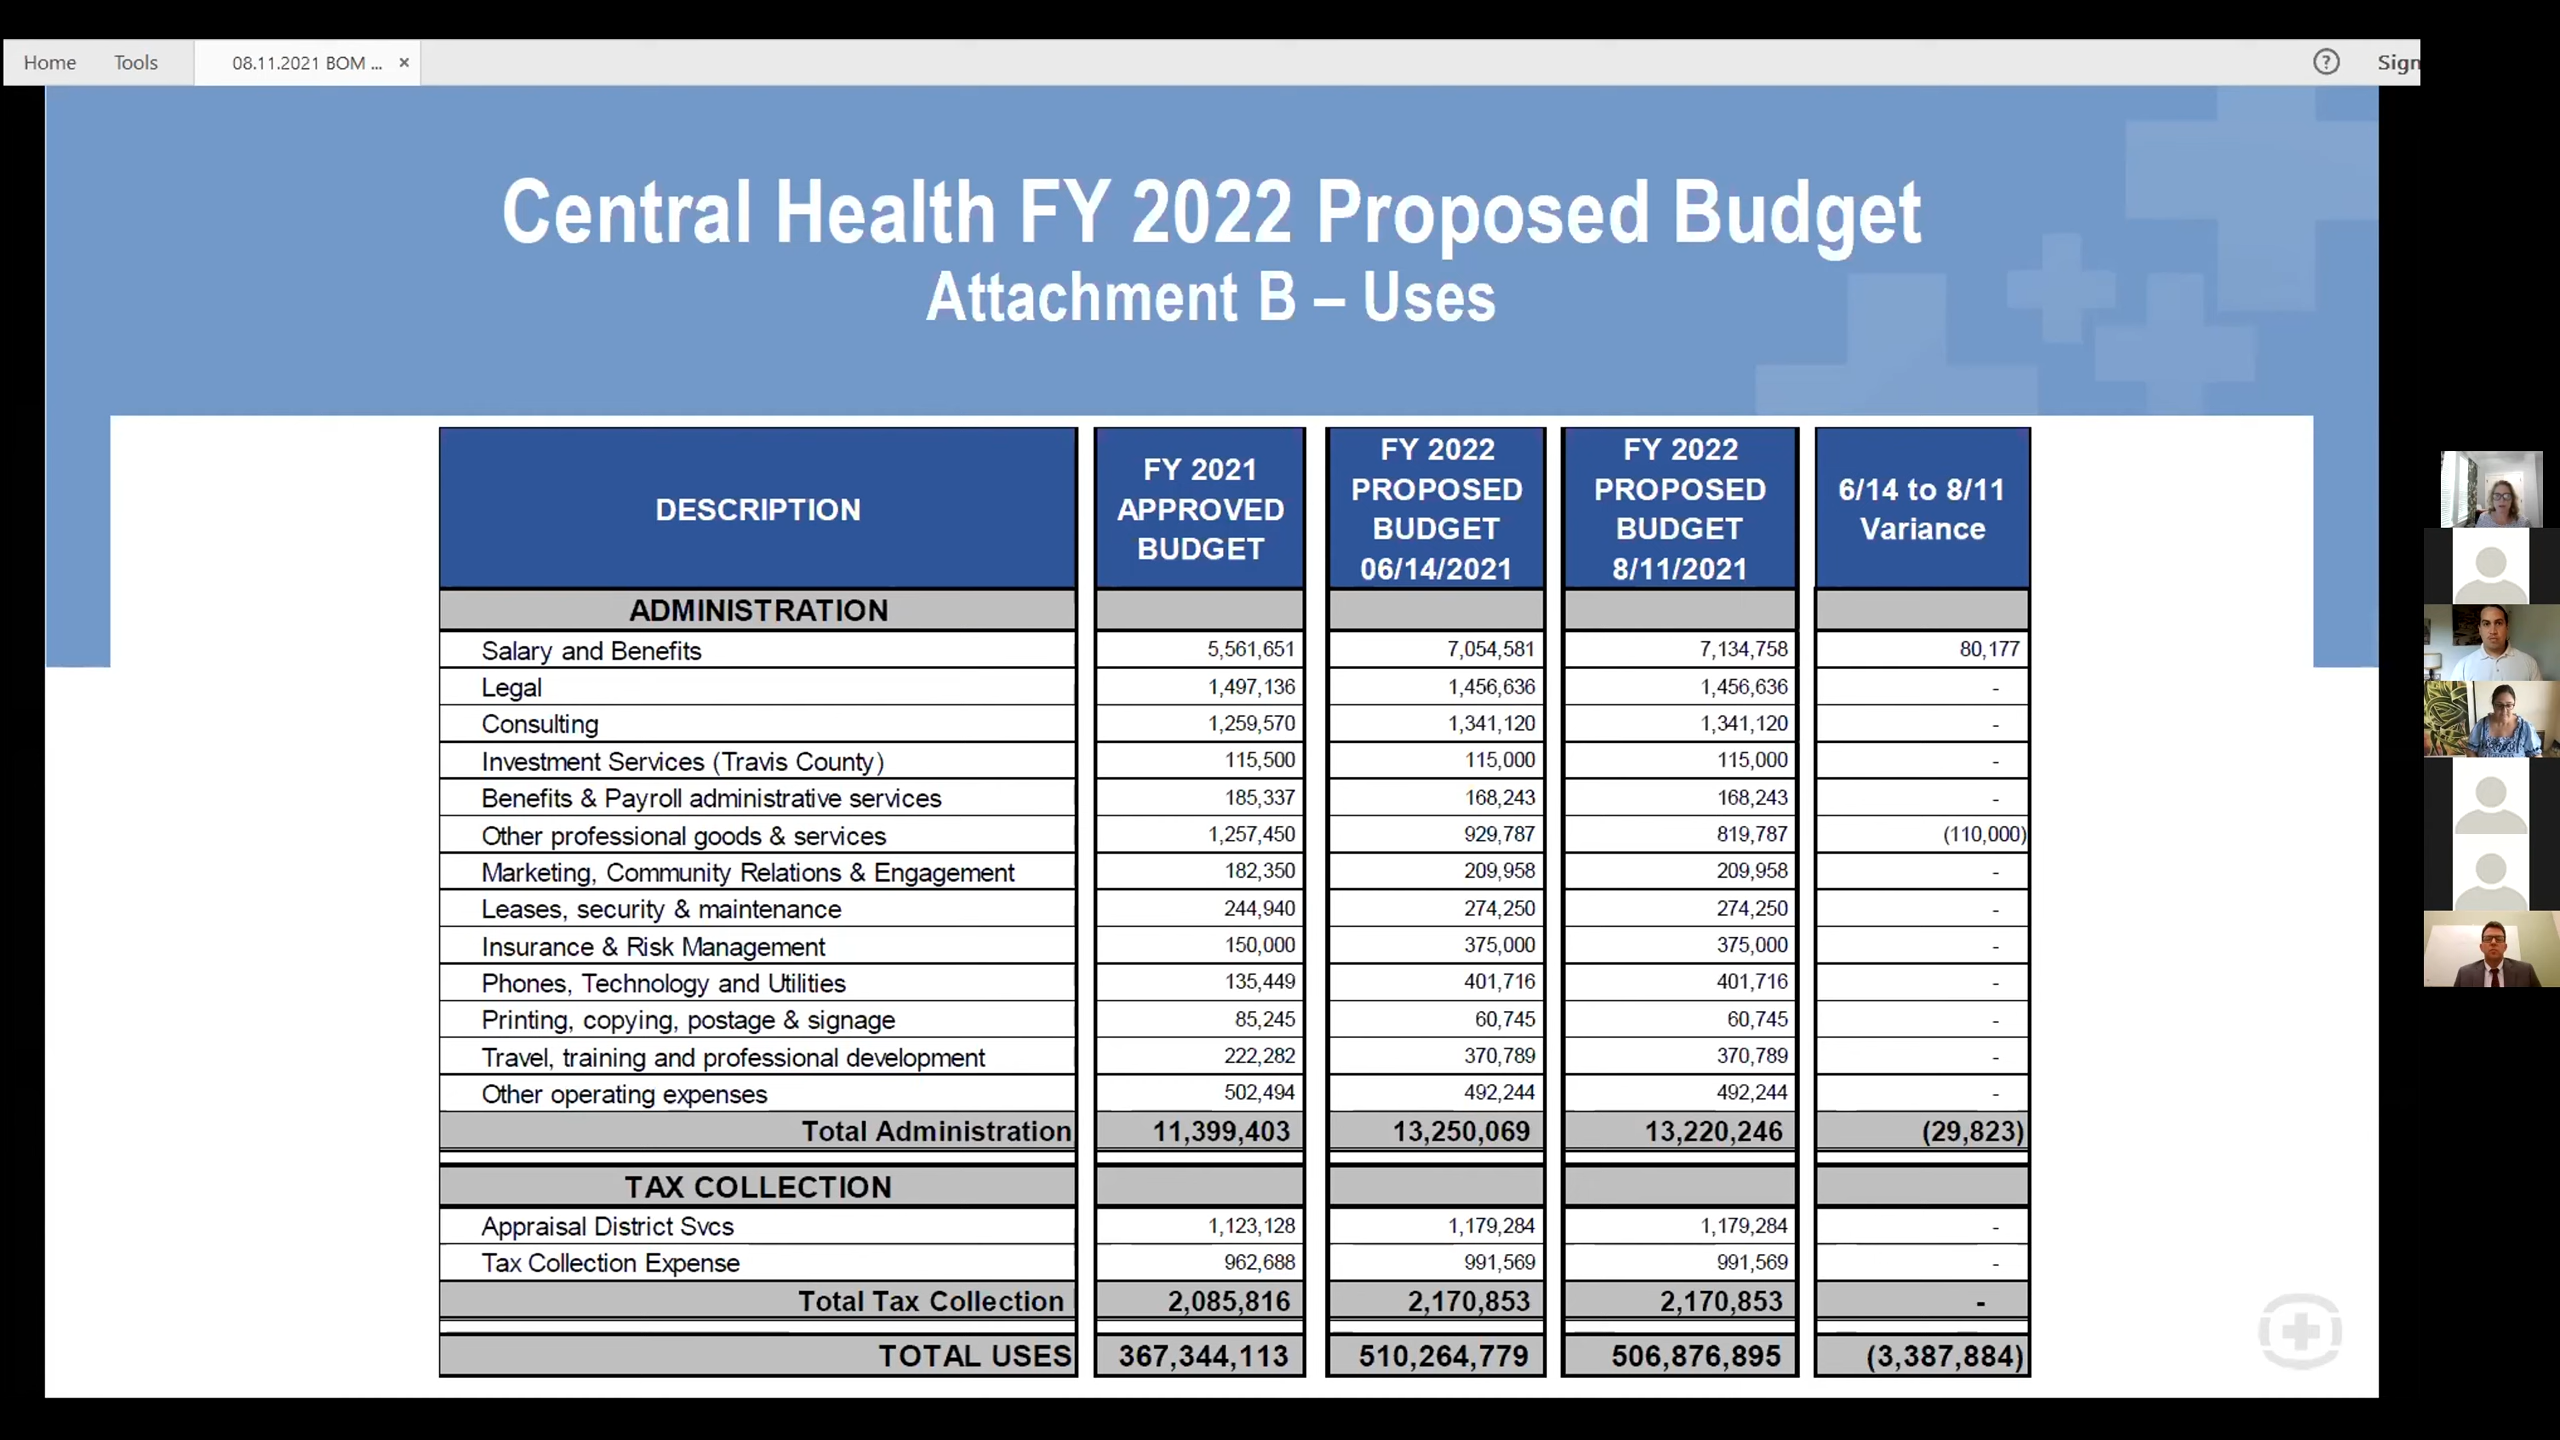 Home Tools 08.11.2021 BOM ... × ? Sign
Central Health FY 2022 Proposed Budget
Attachment B – Uses
DESCRIPTION
FY 2021
APPROVED
BUDGET
FY 2022
PROPOSED
BUDGET
06/14/2021
FY 2022
PROPOSED
BUDGET
8/11/2021
6/14 to 8/11
Variance
ADMINISTRATION
Salary and Benefits 5,561,651 7,054,581 7,134,758 80,177
Legal 1,497,136 1,456,636 1,456,636 -
Consulting 1,259,570 1,341,120 1,341,120 -
Investment Services (Travis County) 115,500 115,000 115,000 -
Benefits & Payroll administrative services 185,337 168,243 168,243 -
Other professional goods & services 1,257,450 929,787 819,787 (110,000)
Marketing, Community Relations & Engagement 182,350 209,958 209,958 -
Leases, security & maintenance 244,940 274,250 274,250 -
Insurance & Risk Management 150,000 375,000 375,000 -
Phones, Technology and Utilities 135,449 401,716 401,716 -
Printing, copying, postage & signage 85,245 60,745 60,745 -
Travel, training and professional development 222,282 370,789 370,789 -
Other operating expenses 502,494 492,244 492,244 -
Total Administration 11,399,403 13,250,069 13,220,246 (29,823)
TAX COLLECTION
Appraisal District Svcs 1,123,128 1,179,284 1,179,284 -
Tax Collection Expense 962,688 991,569 991,569 -
Total Tax Collection 2,085,816 2,170,853 2,170,853 -
TOTAL USES 367,344,113 510,264,779 506,876,895 (3,387,884)